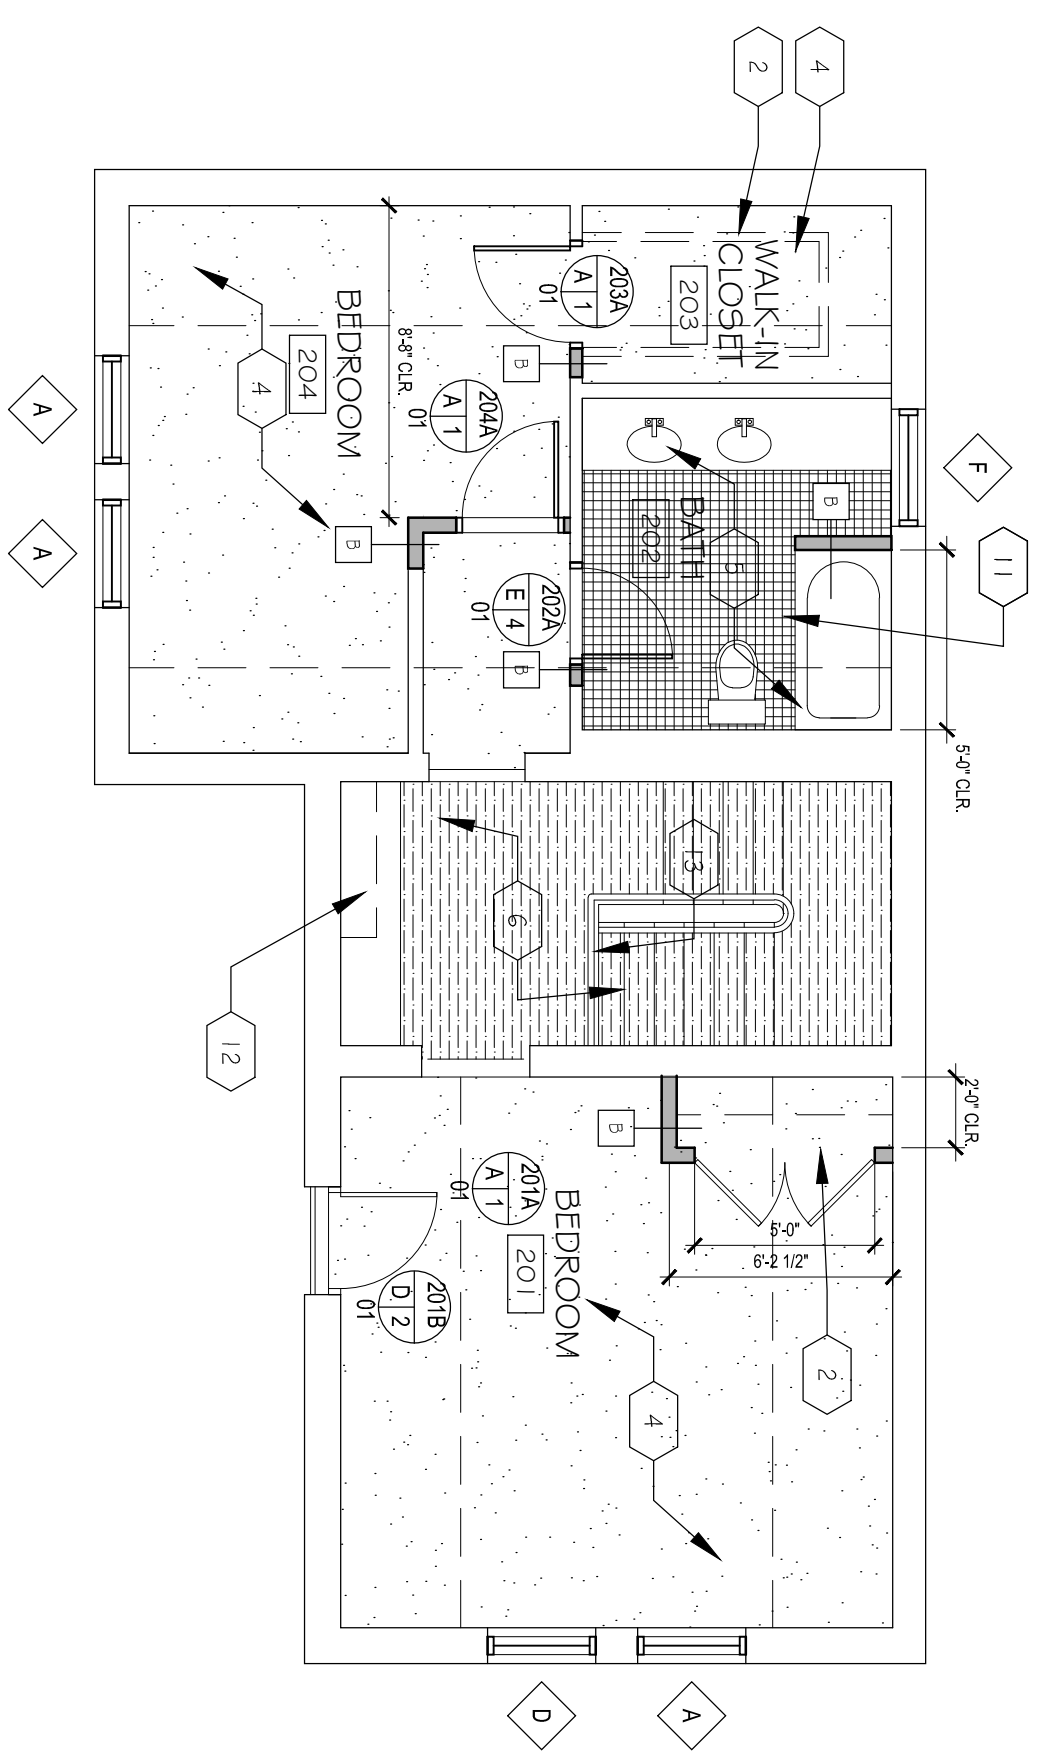 2
4
WALK-IN
CLOSET
203
203A
A 1
01
B
BEDROOM
204
4
8'-8" CLR.
204A
A 1
01
B
A
A
F
B
BATH
202
5
11
5'-0" CLR.
202A
E 4
01
B
13
6
12
2'-0" CLR.
B
201A
A 1
01
BEDROOM
201
5'-0"
6'-2 1/2"
2
201B
D 2
01
4
D
A